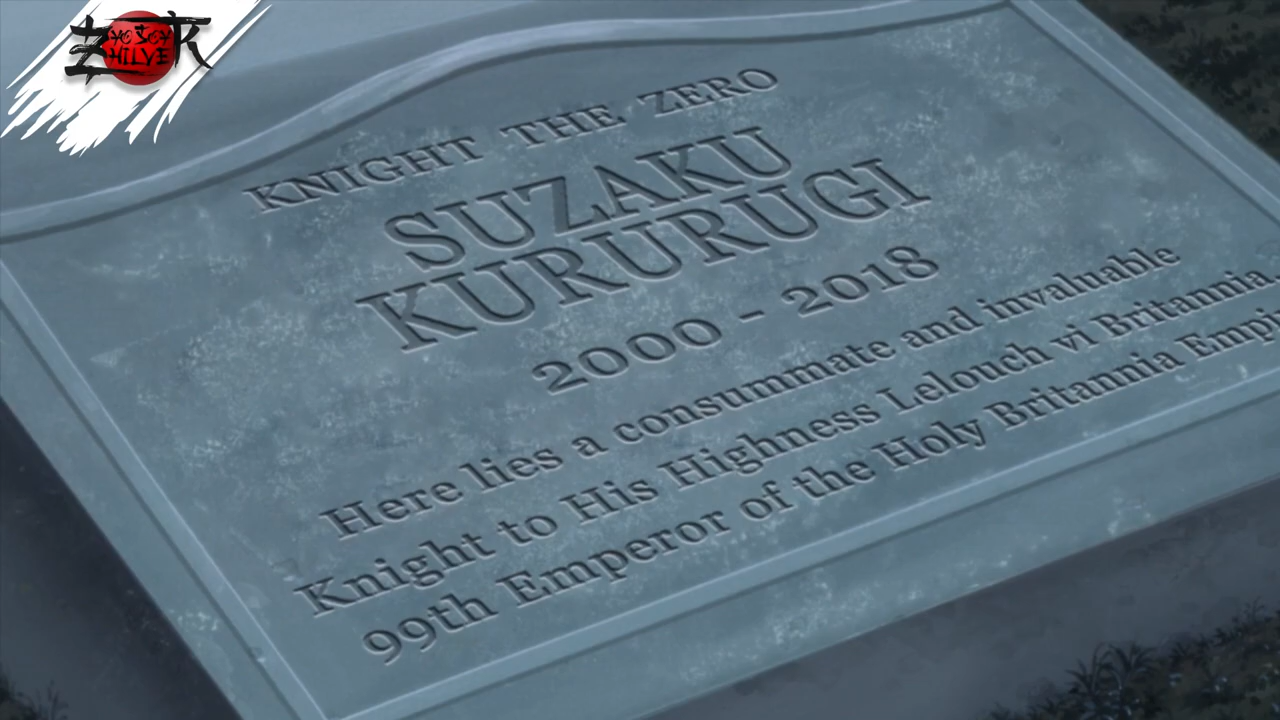 KNIGHT THE ZERO
SUZAKU
KURURUGI
2000 - 2018
Here lies a consummate and invaluable
Knight to His Highness Lelouch vi Britannia.
99th Emperor of the Holy Britannia